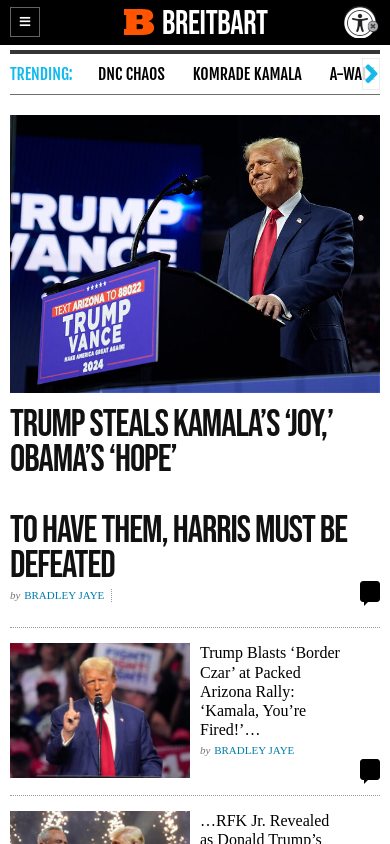 BREITBART
TRENDING:
DNC CHAOS
KOMRADE KAMALA
A-WA
TRUMP
VANCE
TEXT ARIZONA TO 88022
TRUMP
VANCE
MAKE AMERICA GREAT AGAIN!
2024
TRUMP STEALS KAMALA’S ‘JOY,’
OBAMA’S ‘HOPE’
TO HAVE THEM, HARRIS MUST BE
DEFEATED
by BRADLEY JAYE
Trump Blasts ‘Border
Czar’ at Packed
Arizona Rally:
‘Kamala, You’re
Fired!’…
by BRADLEY JAYE
…RFK Jr. Revealed
as Donald Trump’s